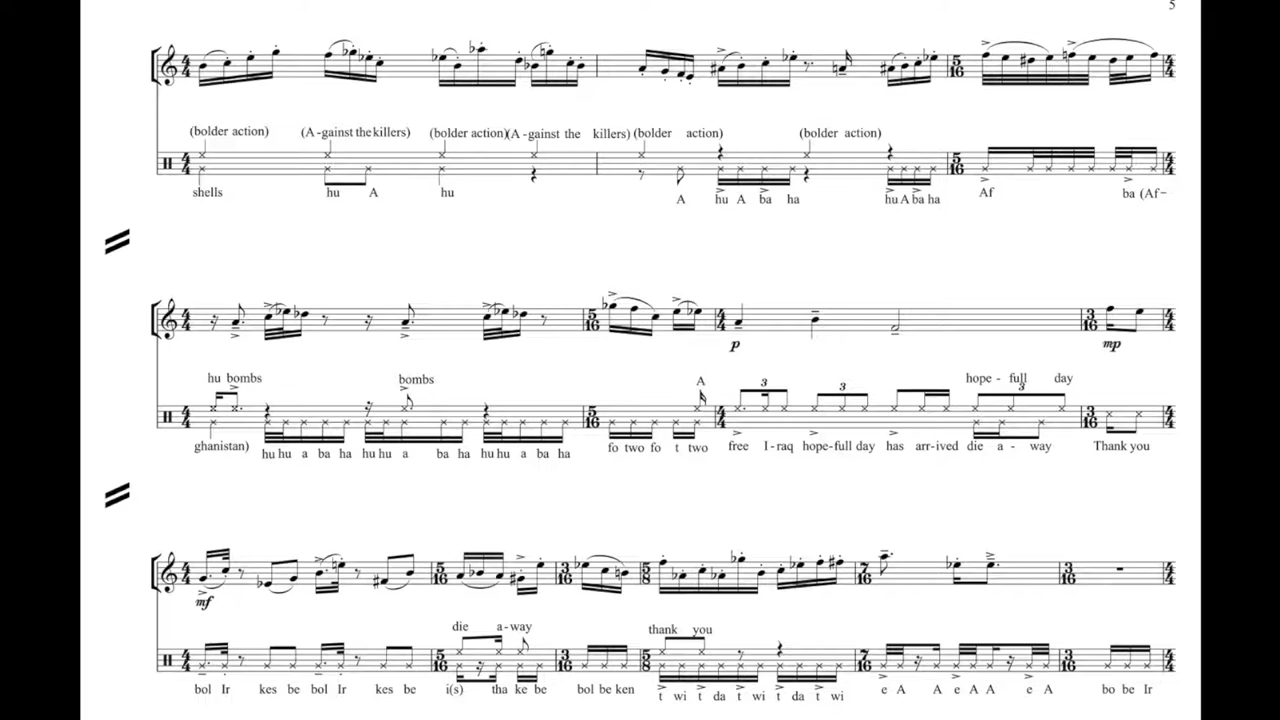 5
(bolder action) (A-gainst the killers) (bolder action) (A-gainst the killers) (bolder action) (bolder action)
shells hu A hu A hu A ba ha hu A ba ha Af ba (Af-
hu bombs bombs A hope - full day
ghanistan) hu hu a ba ha hu hu a ba ha hu hu a ba ha fo two fo t two free I-raq hope-full day has arr-ived die a - way Thank you
p mp
mf
die a-way thank you
bol Ir kes be bol Ir kes be i(s) tha ke be bol be ken t wi t da t wi t da t wi e A A e A A e A bo be Ir